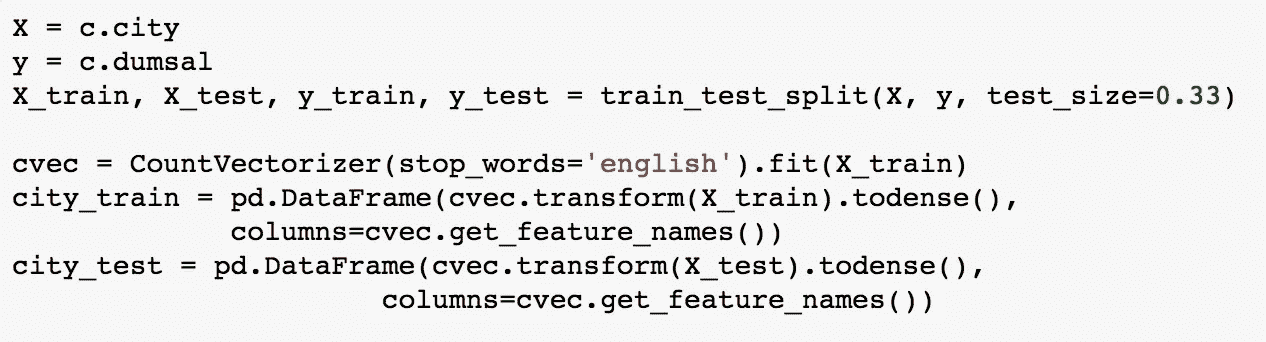 X = c.city
y = c.dumsal
X_train, X_test, y_train, y_test = train_test_split(X, y, test_size=0.33)
cvec = CountVectorizer(stop_words='english').fit(X_train)
city_train = pd.DataFrame(cvec.transform(X_train).todense(),
columns=cvec.get_feature_names())
city_test = pd.DataFrame(cvec.transform(X_test).todense(),
columns=cvec.get_feature_names())